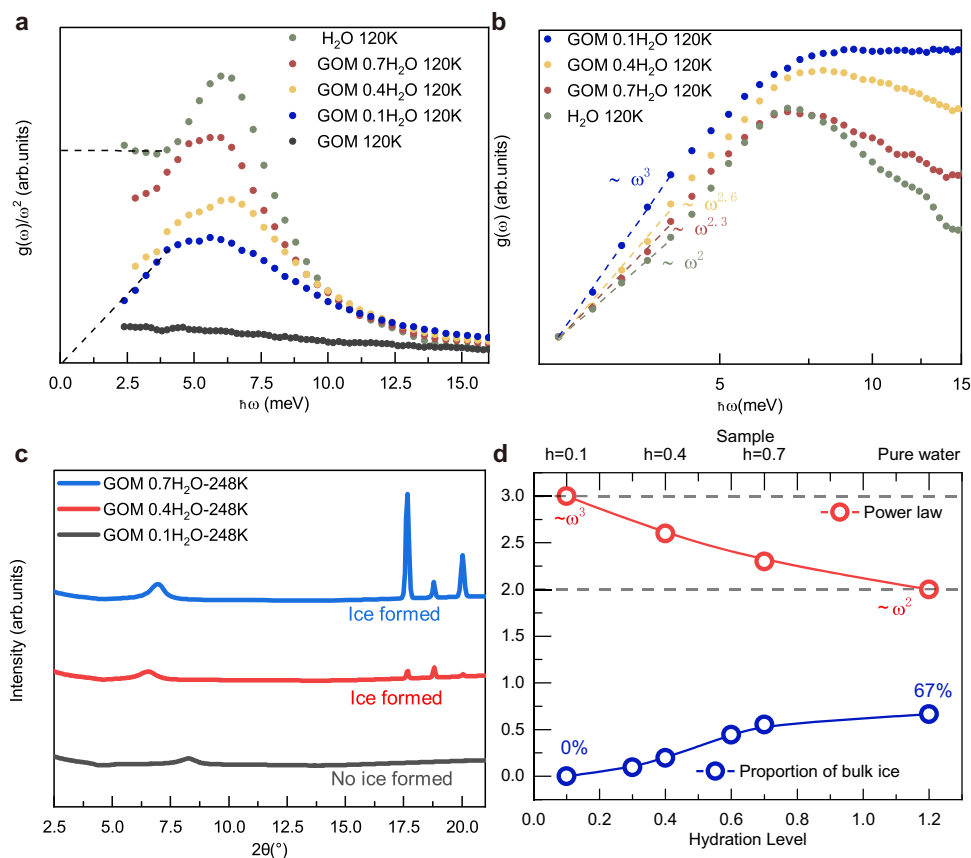 a
H₂O 120K
GOM 0.7H₂O 120K
GOM 0.4H₂O 120K
GOM 0.1H₂O 120K
GOM 120K
g(ω)/ω² (arb.units)
0.0 2.5 5.0 7.5 10.0 12.5 15.0
ħω (meV)
b
GOM 0.1H₂O 120K
GOM 0.4H₂O 120K
GOM 0.7H₂O 120K
H₂O 120K
~ ω³
~ ω²·⁶
~ ω²·³
~ ω²
g(ω) (arb.units)
5 10 15
ħω(meV)
c
GOM 0.7H₂O-248K
GOM 0.4H₂O-248K
GOM 0.1H₂O-248K
Ice formed
Ice formed
No ice formed
Intensity (arb.units)
2.5 5.0 7.5 10.0 12.5 15.0 17.5 20.0
2θ(°)
d
Sample
h=0.1 h=0.4 h=0.7 Pure water
3.0
2.5
2.0
1.5
1.0
0.5
0.0
~ω³
Power law
~ ω²
67%
0%
Proportion of bulk ice
0.0 0.2 0.4 0.6 0.8 1.0 1.2
Hydration Level